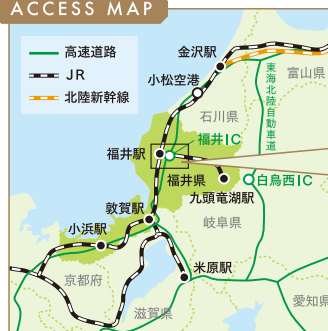 ACCESS MAP
高速道路
JR
北陸新幹線
金沢駅
富山県
小松空港
東海北陸自動車道
石川県
福井IC
福井駅
福井県
白鳥西IC
九頭竜湖駅
敦賀駅
岐阜県
小浜駅
米原駅
京都府
愛知県
滋賀県